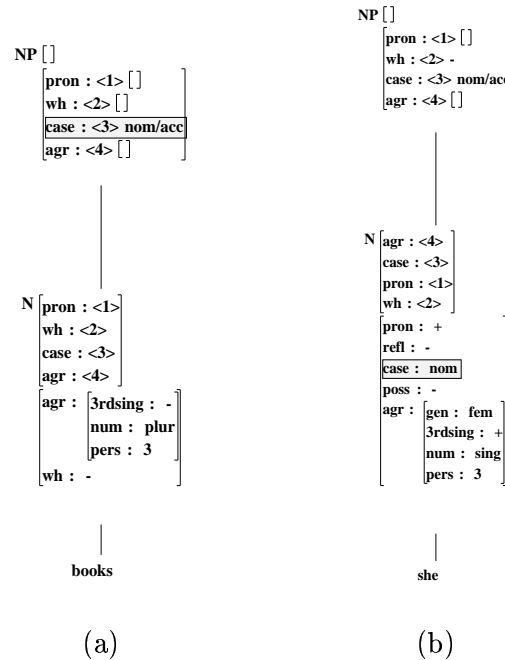 NP []
pron : <1> []
wh : <2> []
case : <3> nom/acc
agr : <4> []
N
pron : <1>
wh : <2>
case : <3>
agr : <4>
agr : 3rdsing : -
num : plur
pers : 3
wh : -
books
(a)
NP []
pron : <1> []
wh : <2> -
case : <3> nom/acc
agr : <4> []
N
agr : <4>
case : <3>
pron : <1>
wh : <2>
pron : +
refl : -
case : nom
poss : -
agr : gen : fem
3rdsing : +
num : sing
pers : 3
she
(b)